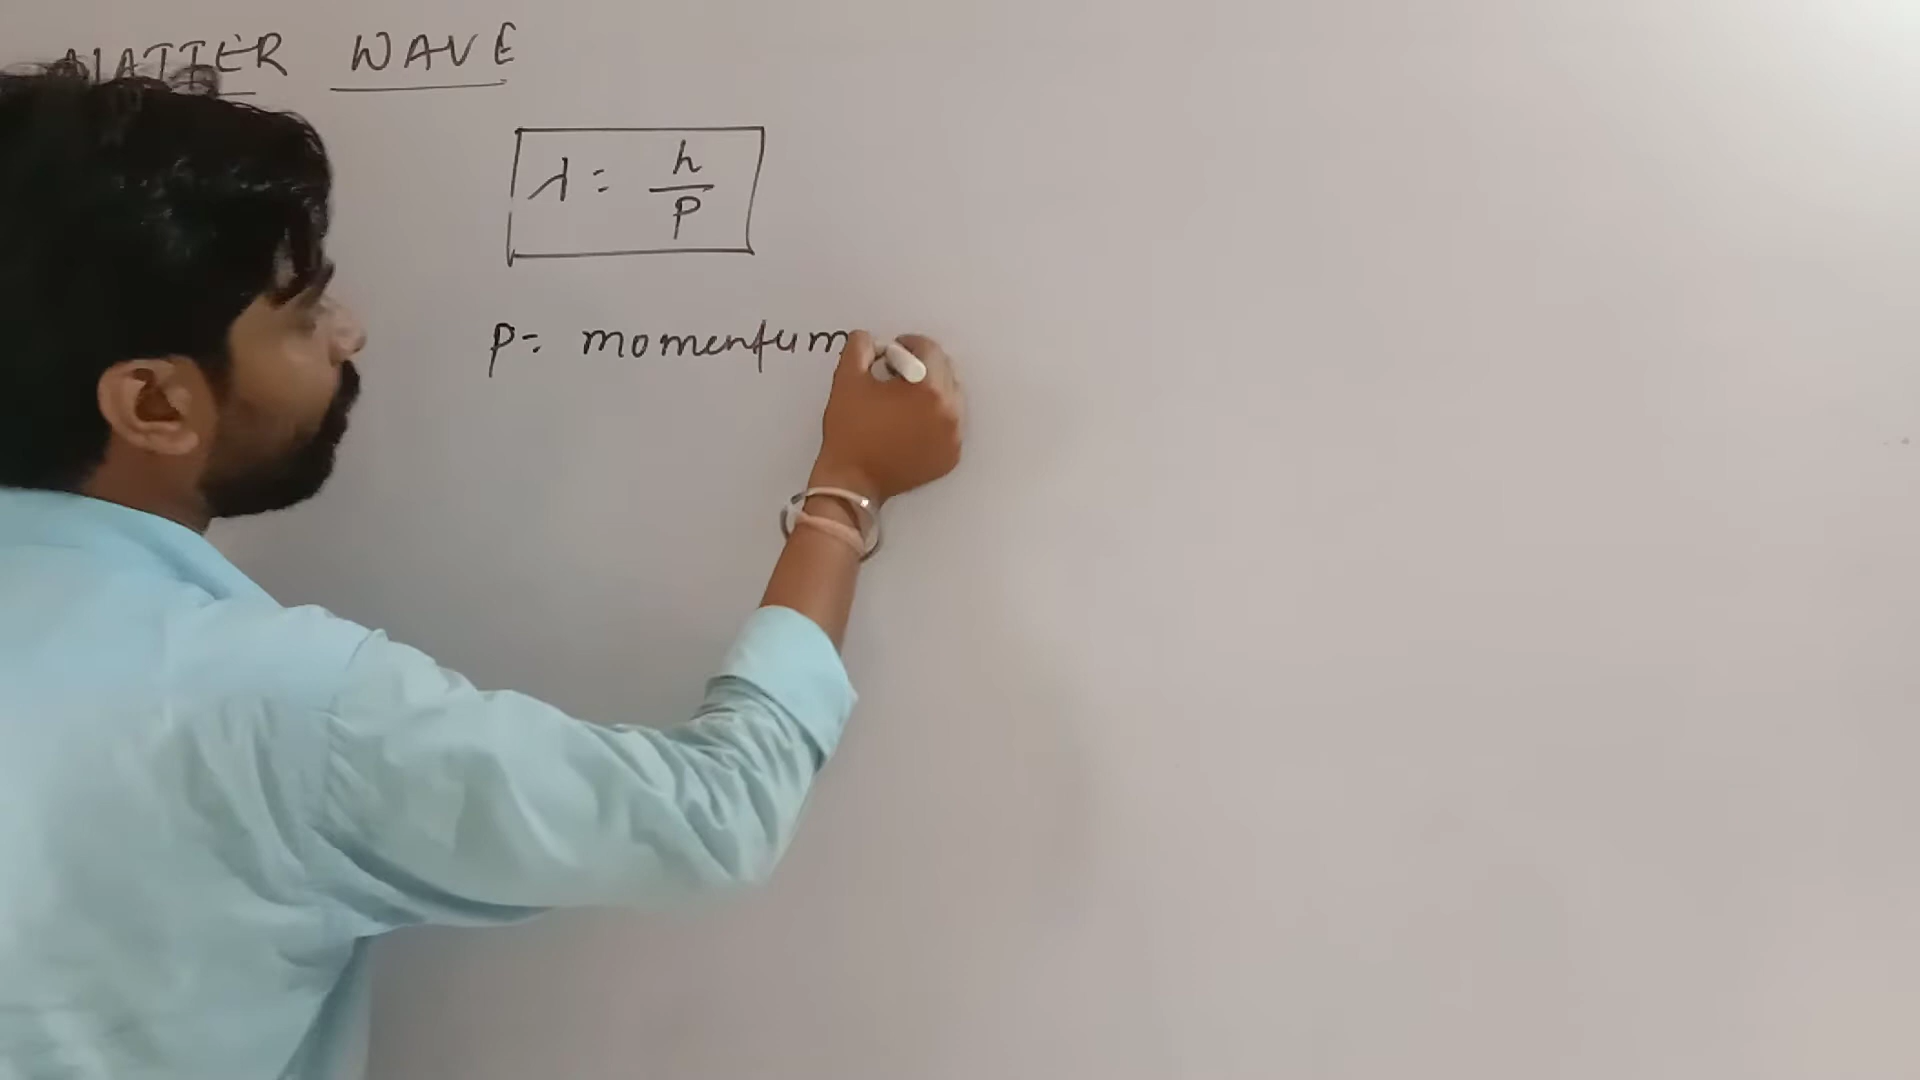 MATTER WAVE
λ = h/P
P = momentum